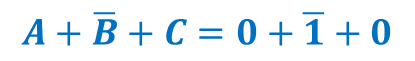 A + B̅ + C = 0 + 1̅ + 0